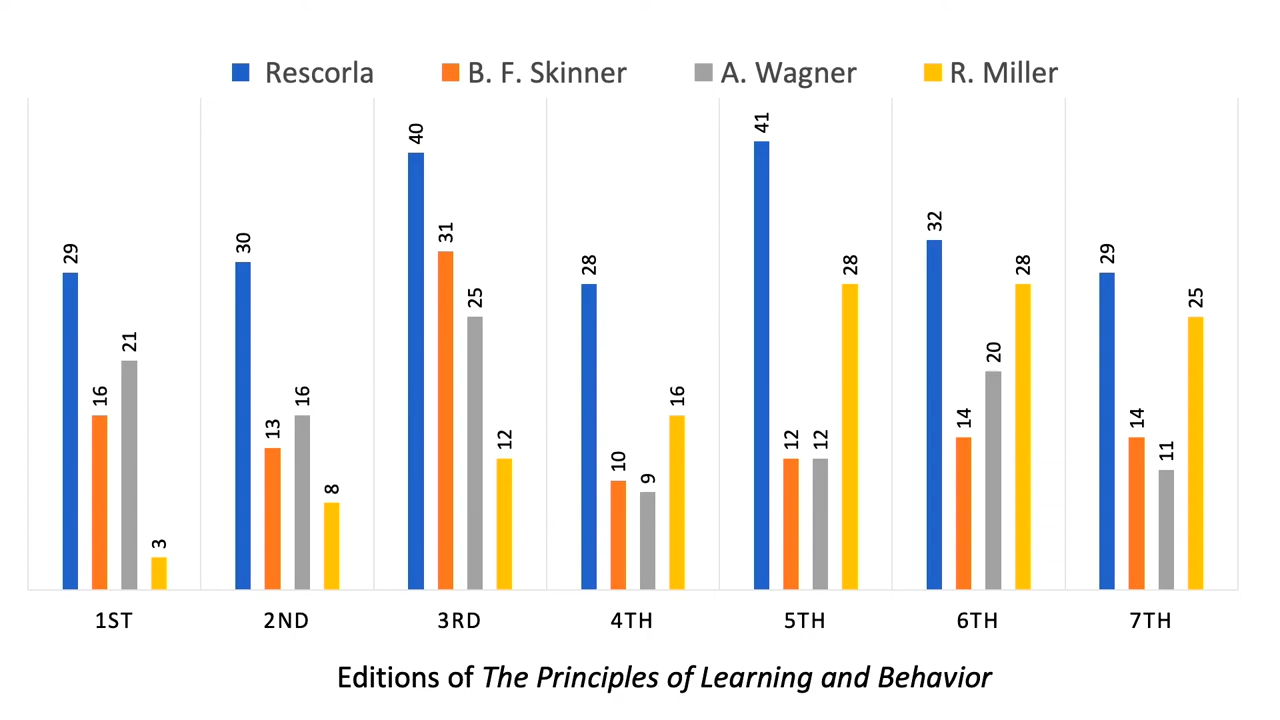 Rescorla B. F. Skinner A. Wagner R. Miller
29 16 21 3
30 13 16 8
40 31 25 12
28 10 9 16
41 12 12 28
32 14 20 28
29 14 11 25
1ST 2ND 3RD 4TH 5TH 6TH 7TH
Editions of The Principles of Learning and Behavior